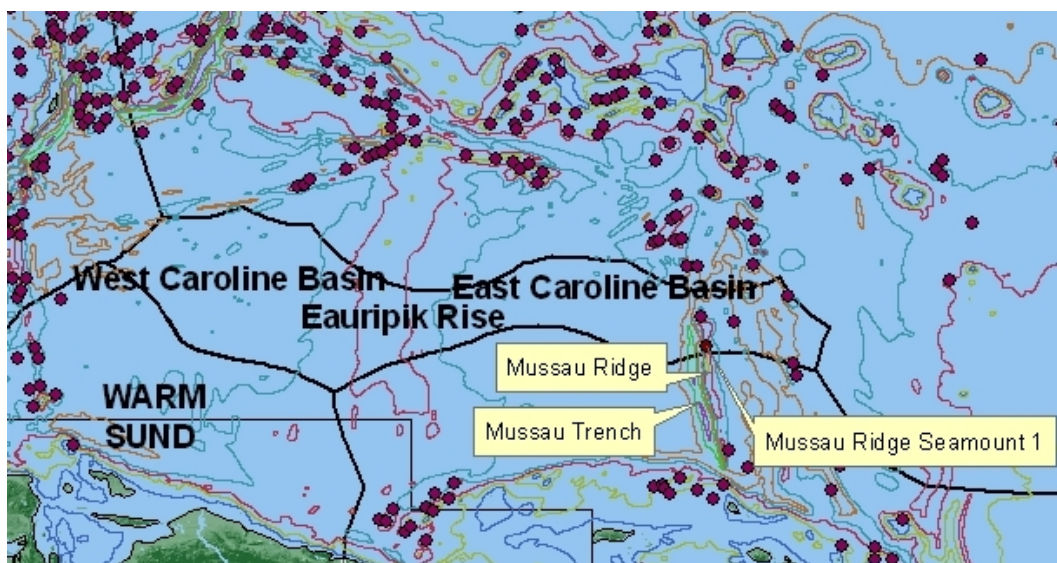 West Caroline Basin
East Caroline Basin
Eauripik Rise
Mussau Ridge
WARM
SUND
Mussau Trench
Mussau Ridge Seamount 1